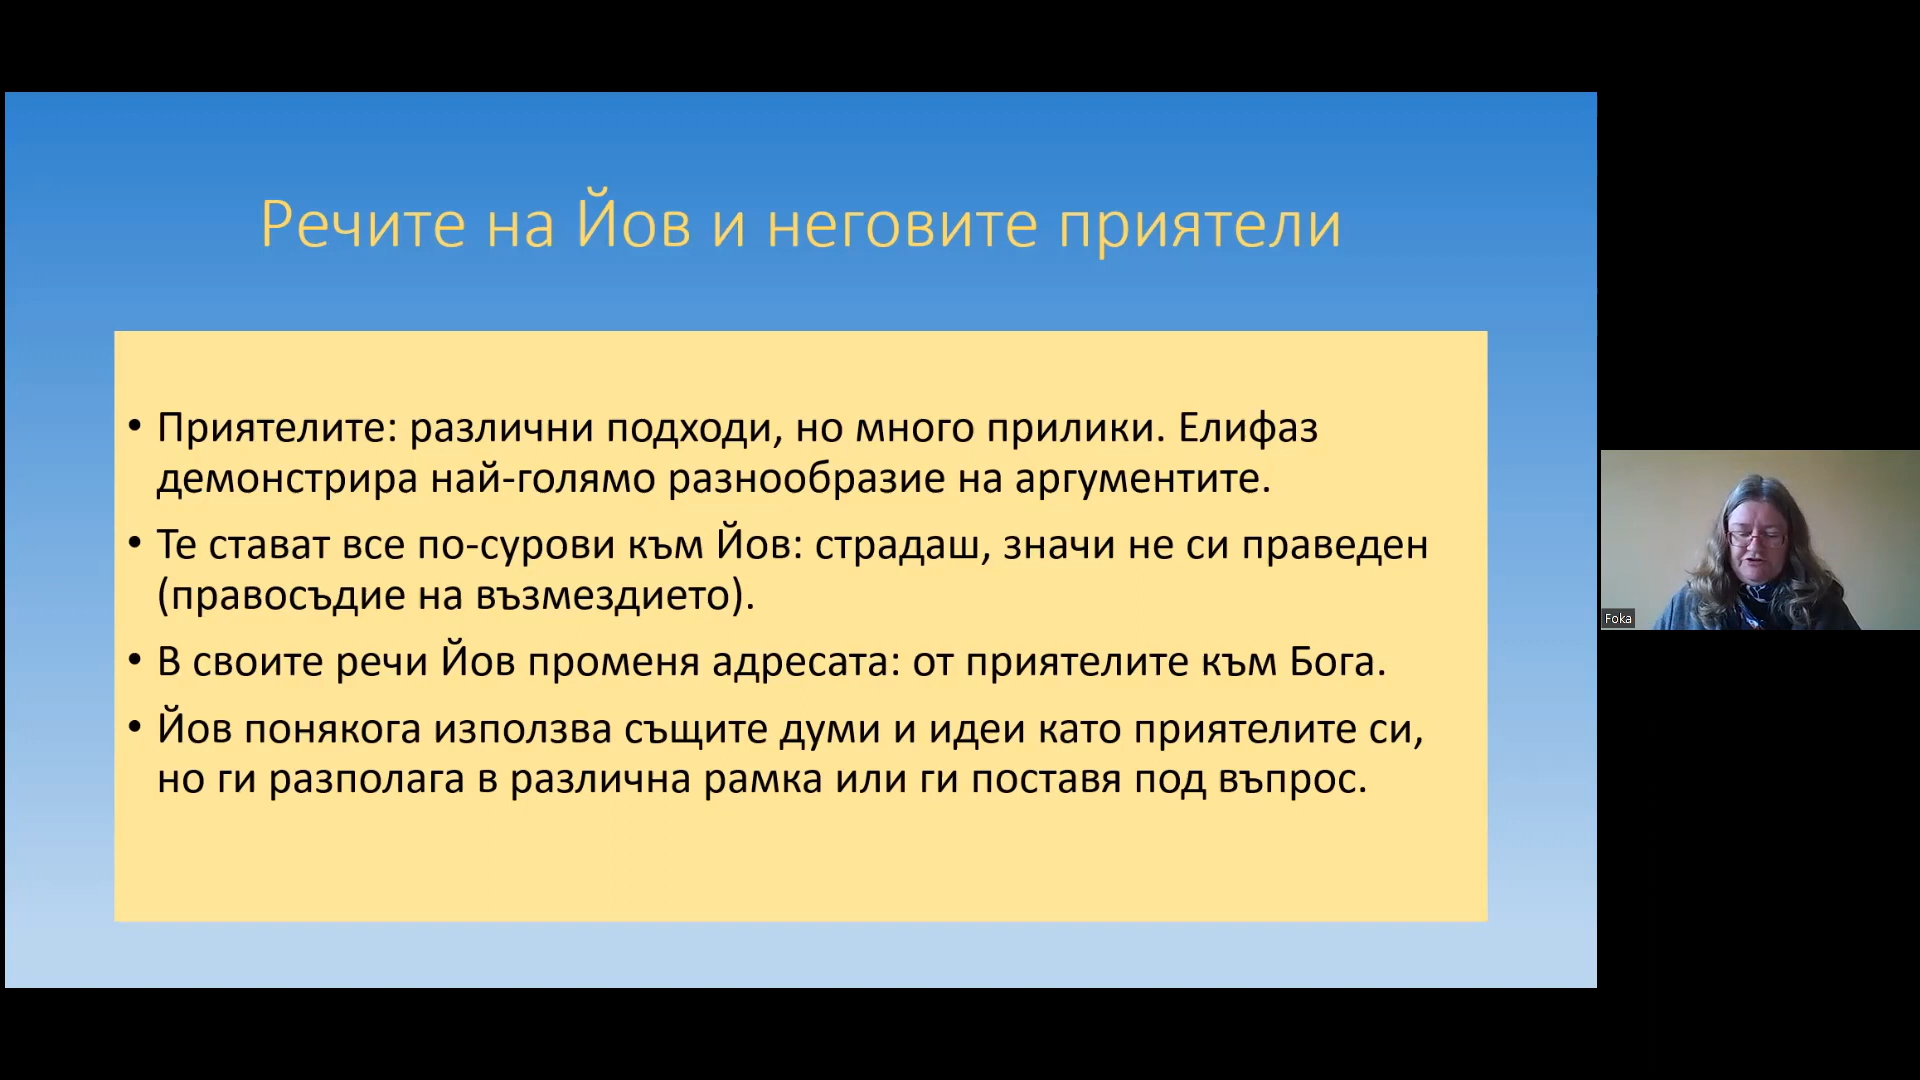 Речите на Йов и неговите приятели
• Приятелите: различни подходи, но много прилики. Елифаз
демонстрира най-голямо разнообразие на аргументите.
• Те стават все по-сурови към Йов: страдаш, значи не си праведен
(правосъдие на възмездието).
• В своите речи Йов променя адресата: от приятелите към Бога.
• Йов понякога използва същите думи и идеи като приятелите си,
но ги разполага в различна рамка или ги поставя под въпрос.
Foka